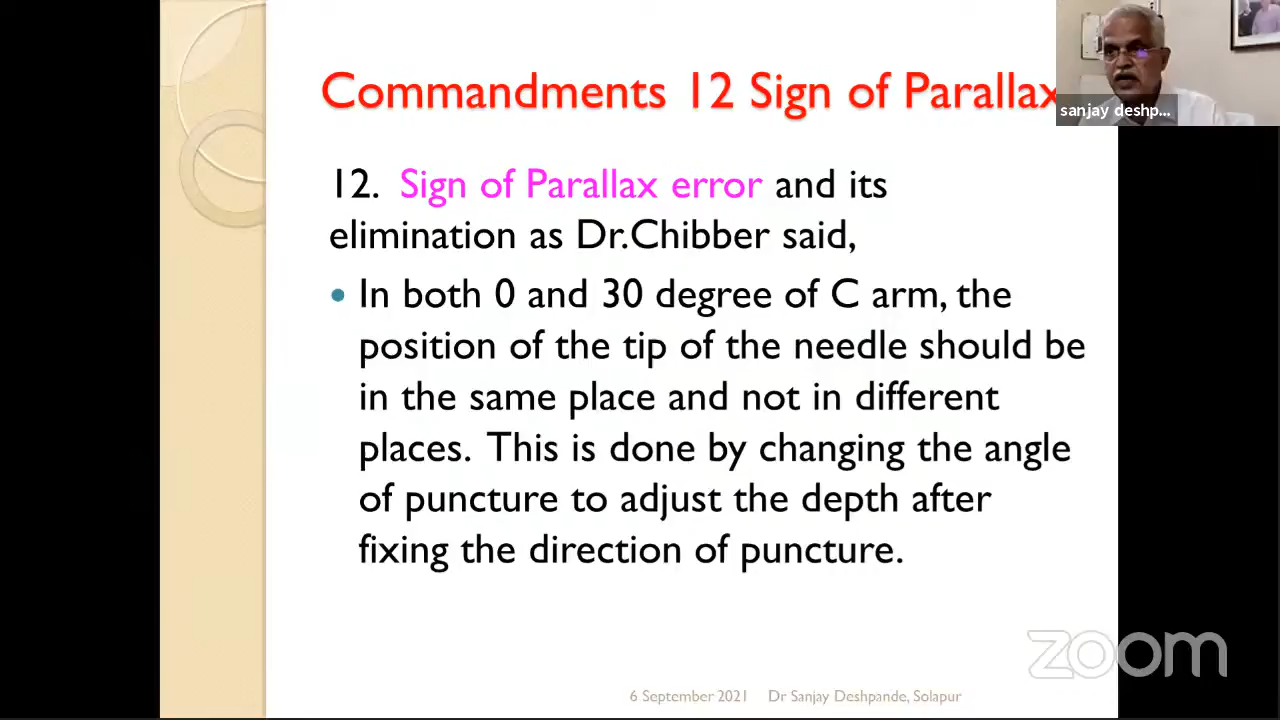 Commandments 12 Sign of Parallax
sanjay deshp...
12. Sign of Parallax error and its
elimination as Dr.Chibber said,
• In both 0 and 30 degree of C arm, the
position of the tip of the needle should be
in the same place and not in different
places. This is done by changing the angle
of puncture to adjust the depth after
fixing the direction of puncture.
zoom
6 September 2021 Dr Sanjay Deshpande, Solapur